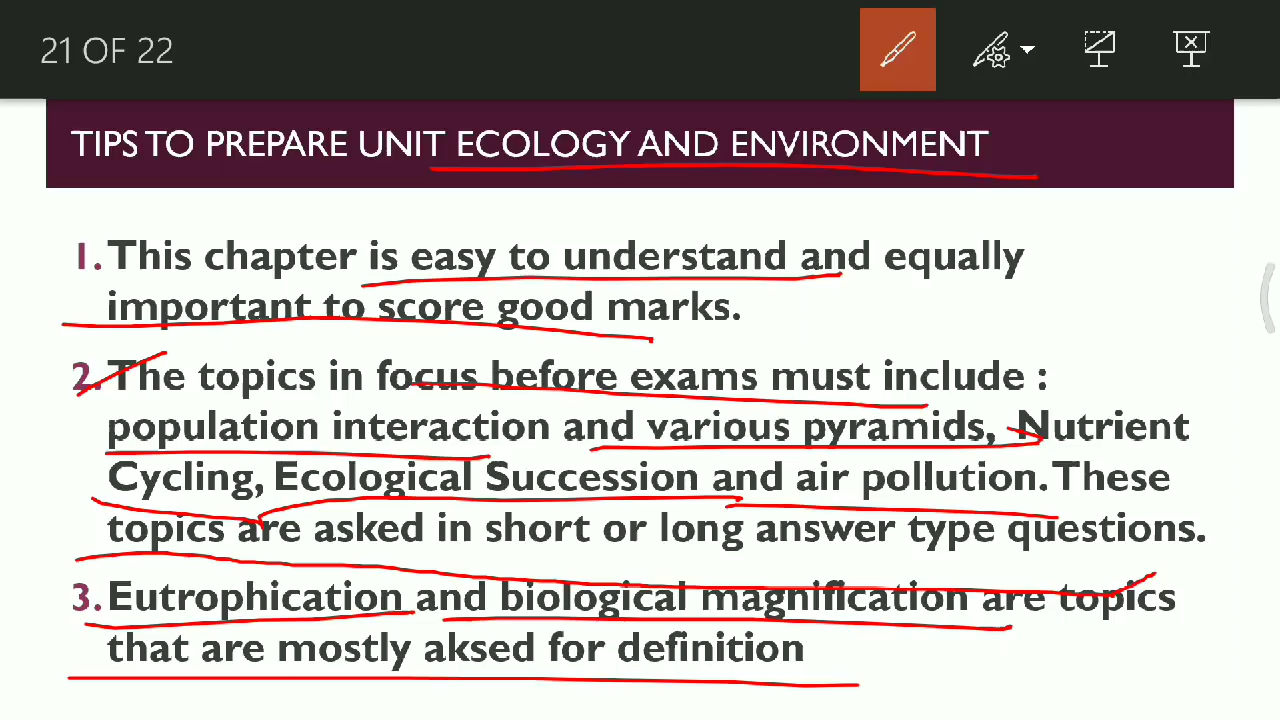 21 OF 22
TIPS TO PREPARE UNIT ECOLOGY AND ENVIRONMENT
1. This chapter is easy to understand and equally
important to score good marks.
2. The topics in focus before exams must include :
population interaction and various pyramids, Nutrient
Cycling, Ecological Succession and air pollution. These
topics are asked in short or long answer type questions.
3. Eutrophication and biological magnification are topics
that are mostly aksed for definition